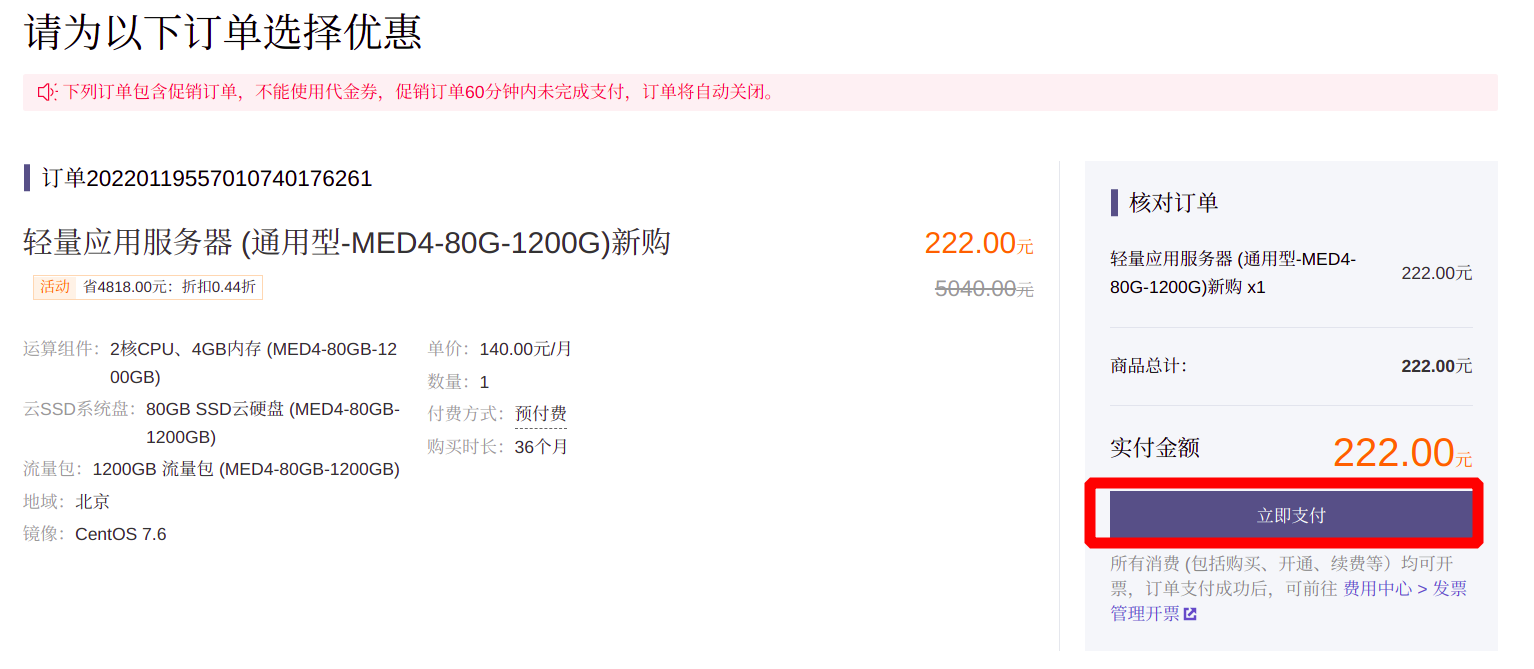 请为以下订单选择优惠
下列订单包含促销订单，不能使用代金券，促销订单60分钟内未完成支付，订单将自动关闭。
订单20220119557010740176261
轻量应用服务器 (通用型-MED4-80G-1200G)新购
222.00元
活动 省4818.00元：折扣0.44折
5040.00元
运算组件：2核CPU、4GB内存 (MED4-80GB-12
00GB)
云SSD系统盘：80GB SSD云硬盘 (MED4-80GB-
1200GB)
流量包：1200GB 流量包 (MED4-80GB-1200GB)
地域：北京
镜像：CentOS 7.6
单价：140.00元/月
数量：1
付费方式：预付费
购买时长：36个月
核对订单
轻量应用服务器 (通用型-MED4-
80G-1200G)新购 x1
222.00元
商品总计：
222.00元
实付金额
222.00元
立即支付
所有消费 (包括购买、开通、续费等）均可开
票，订单支付成功后，可前往 费用中心 > 发票
管理开票